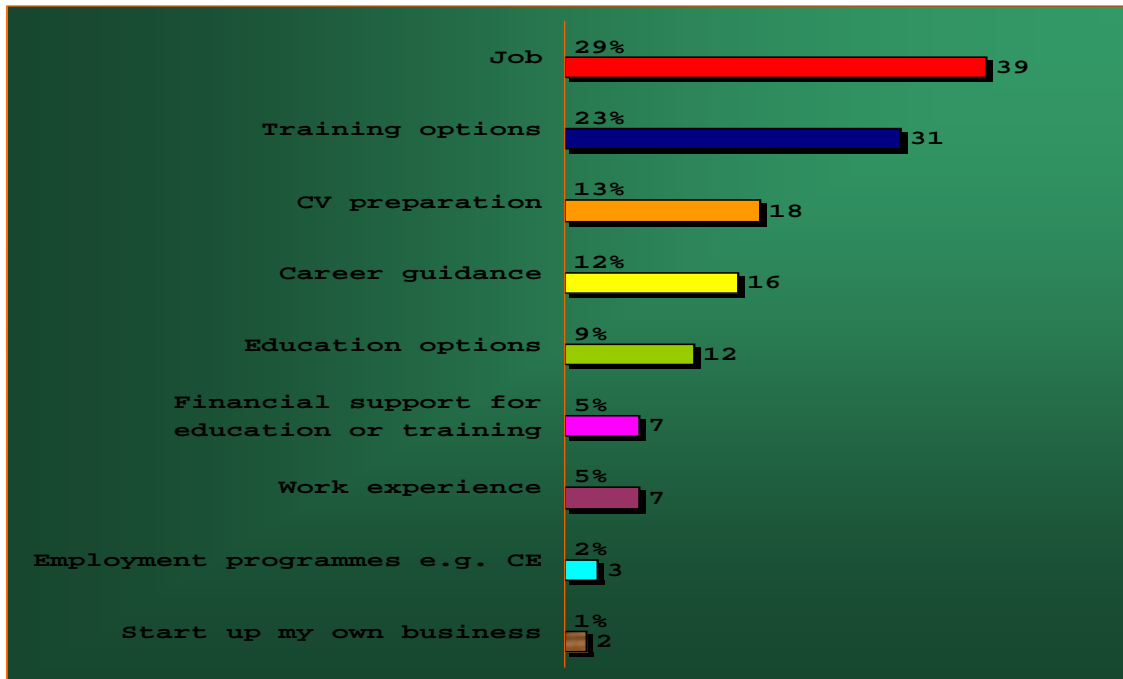 29%
Job
39
23%
Training options
31
13%
CV preparation
18
12%
Career guidance
16
9%
Education options
12
Financial support for
5%
education or training
7
5%
Work experience
7
2%
Employment programmes e.g. CE
3
1%
Start up my own business
2